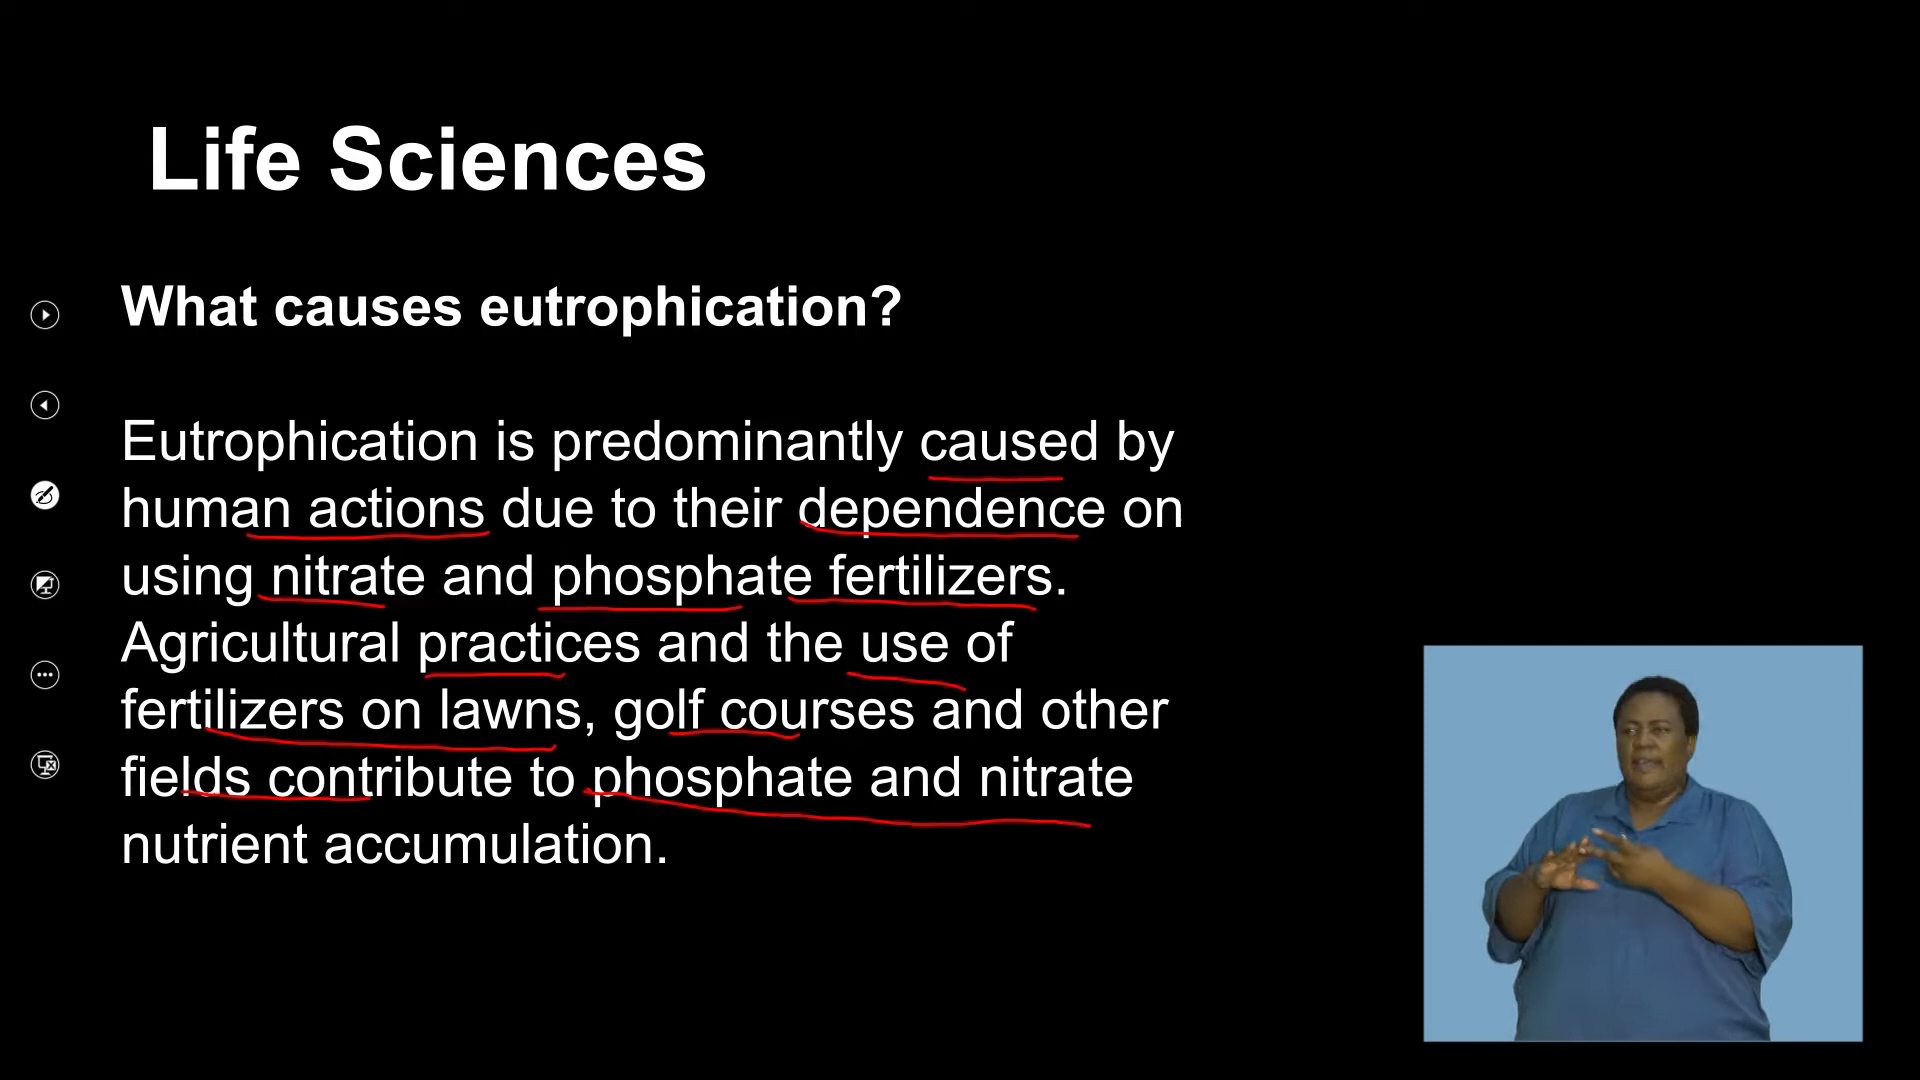 Life Sciences
What causes eutrophication?
Eutrophication is predominantly caused by
human actions due to their dependence on
using nitrate and phosphate fertilizers.
Agricultural practices and the use of
fertilizers on lawns, golf courses and other
fields contribute to phosphate and nitrate
nutrient accumulation.